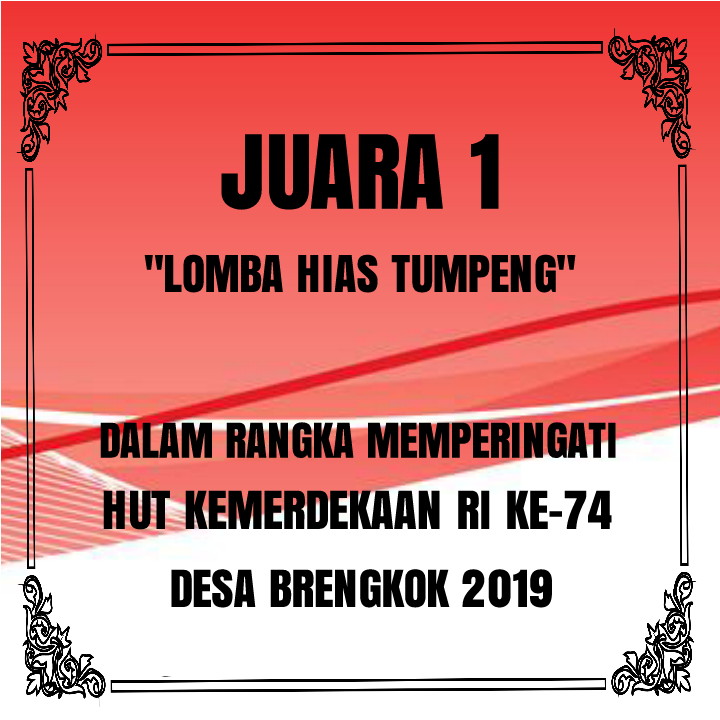 JUARA 1
"LOMBA HIAS TUMPENG"
DALAM RANGKA MEMPERINGATI
HUT KEMERDEKAAN RI KE-74
DESA BRENGKOK 2019